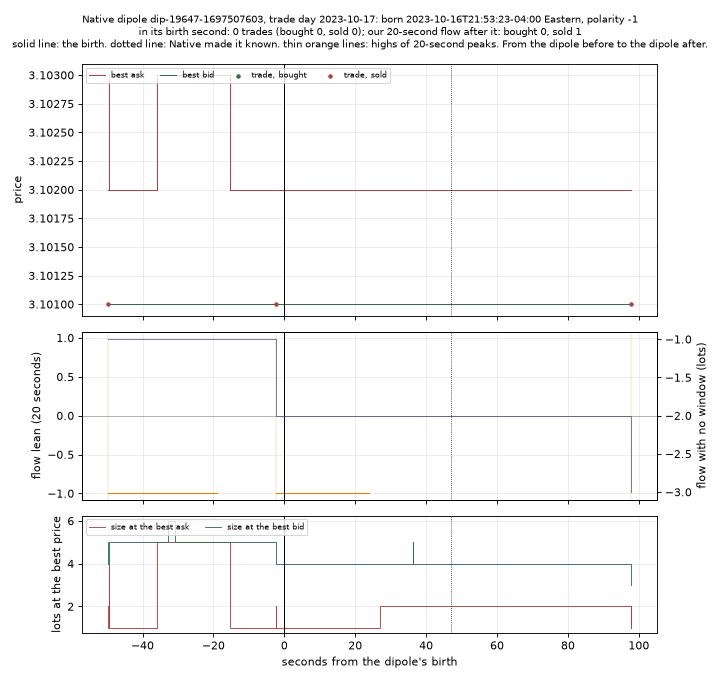 Native dipole dip-19647-1697507603, trade day 2023-10-17: born 2023-10-16T21:53:23-04:00 Eastern, polarity -1
in its birth second: 0 trades (bought 0, sold 0); our 20-second flow after it: bought 0, sold 1
solid line: the birth. dotted line: Native made it known. thin orange lines: highs of 20-second peaks. From the dipole before to the dipole after.
best ask best bid trade, bought trade, sold
3.10300
3.10275
3.10250
3.10225
3.10200
3.10175
3.10150
3.10125
3.10100
price
1.0
0.5
0.0
−0.5
−1.0
flow lean (20 seconds)
−1.0
−1.5
−2.0
−2.5
−3.0
flow with no window (lots)
size at the best ask size at the best bid
6
4
2
lots at the best price
−40 −20 0 20 40 60 80 100
seconds from the dipole's birth